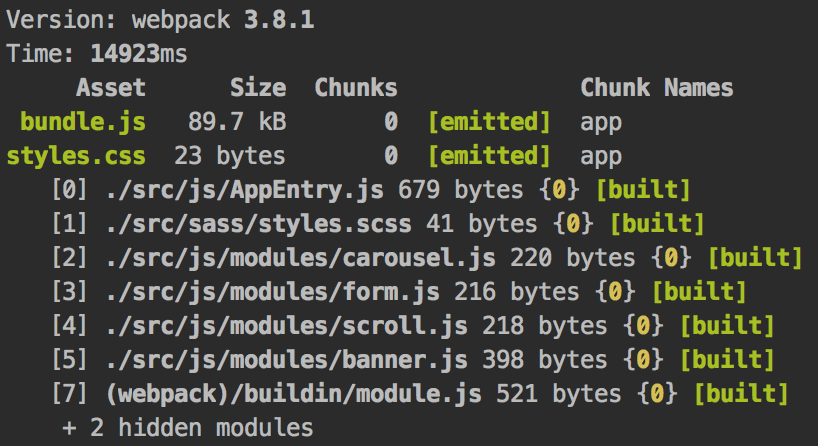 Version: webpack 3.8.1
Time: 14923ms
Asset Size Chunks Chunk Names
bundle.js 89.7 kB 0 [emitted] app
styles.css 23 bytes 0 [emitted] app
[0] ./src/js/AppEntry.js 679 bytes {0} [built]
[1] ./src/sass/styles.scss 41 bytes {0} [built]
[2] ./src/js/modules/carousel.js 220 bytes {0} [built]
[3] ./src/js/modules/form.js 216 bytes {0} [built]
[4] ./src/js/modules/scroll.js 218 bytes {0} [built]
[5] ./src/js/modules/banner.js 398 bytes {0} [built]
[7] (webpack)/buildin/module.js 521 bytes {0} [built]
+ 2 hidden modules